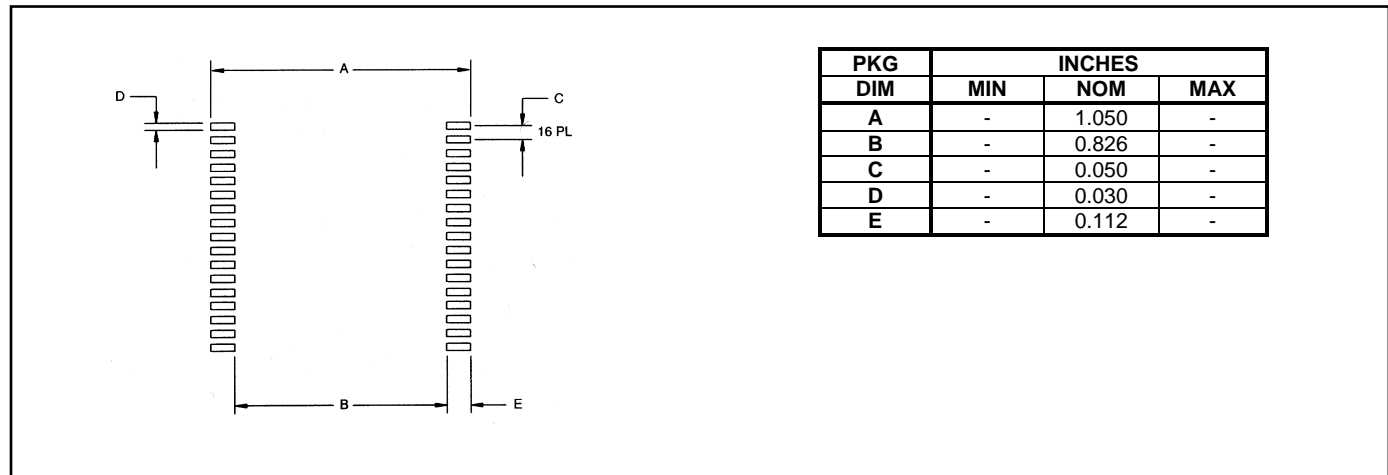 A
D
C
16 PL
B
E
PKG INCHES
DIM MIN NOM MAX
A - 1.050 -
B - 0.826 -
C - 0.050 -
D - 0.030 -
E - 0.112 -